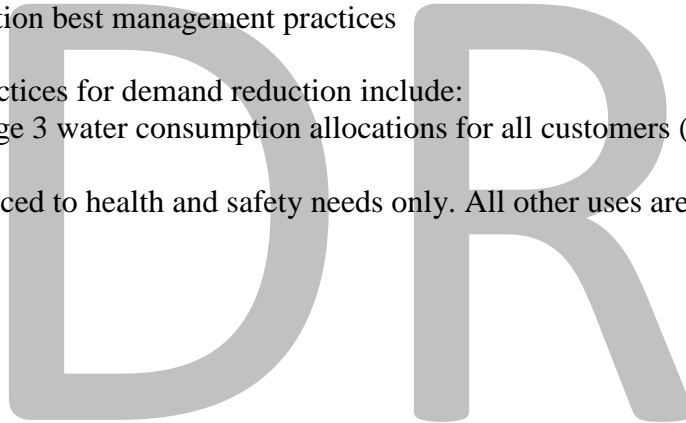 tion best management practices
ctices for demand reduction include:
ge 3 water consumption allocations for all customers (
ced to health and safety needs only. All other uses are
DR